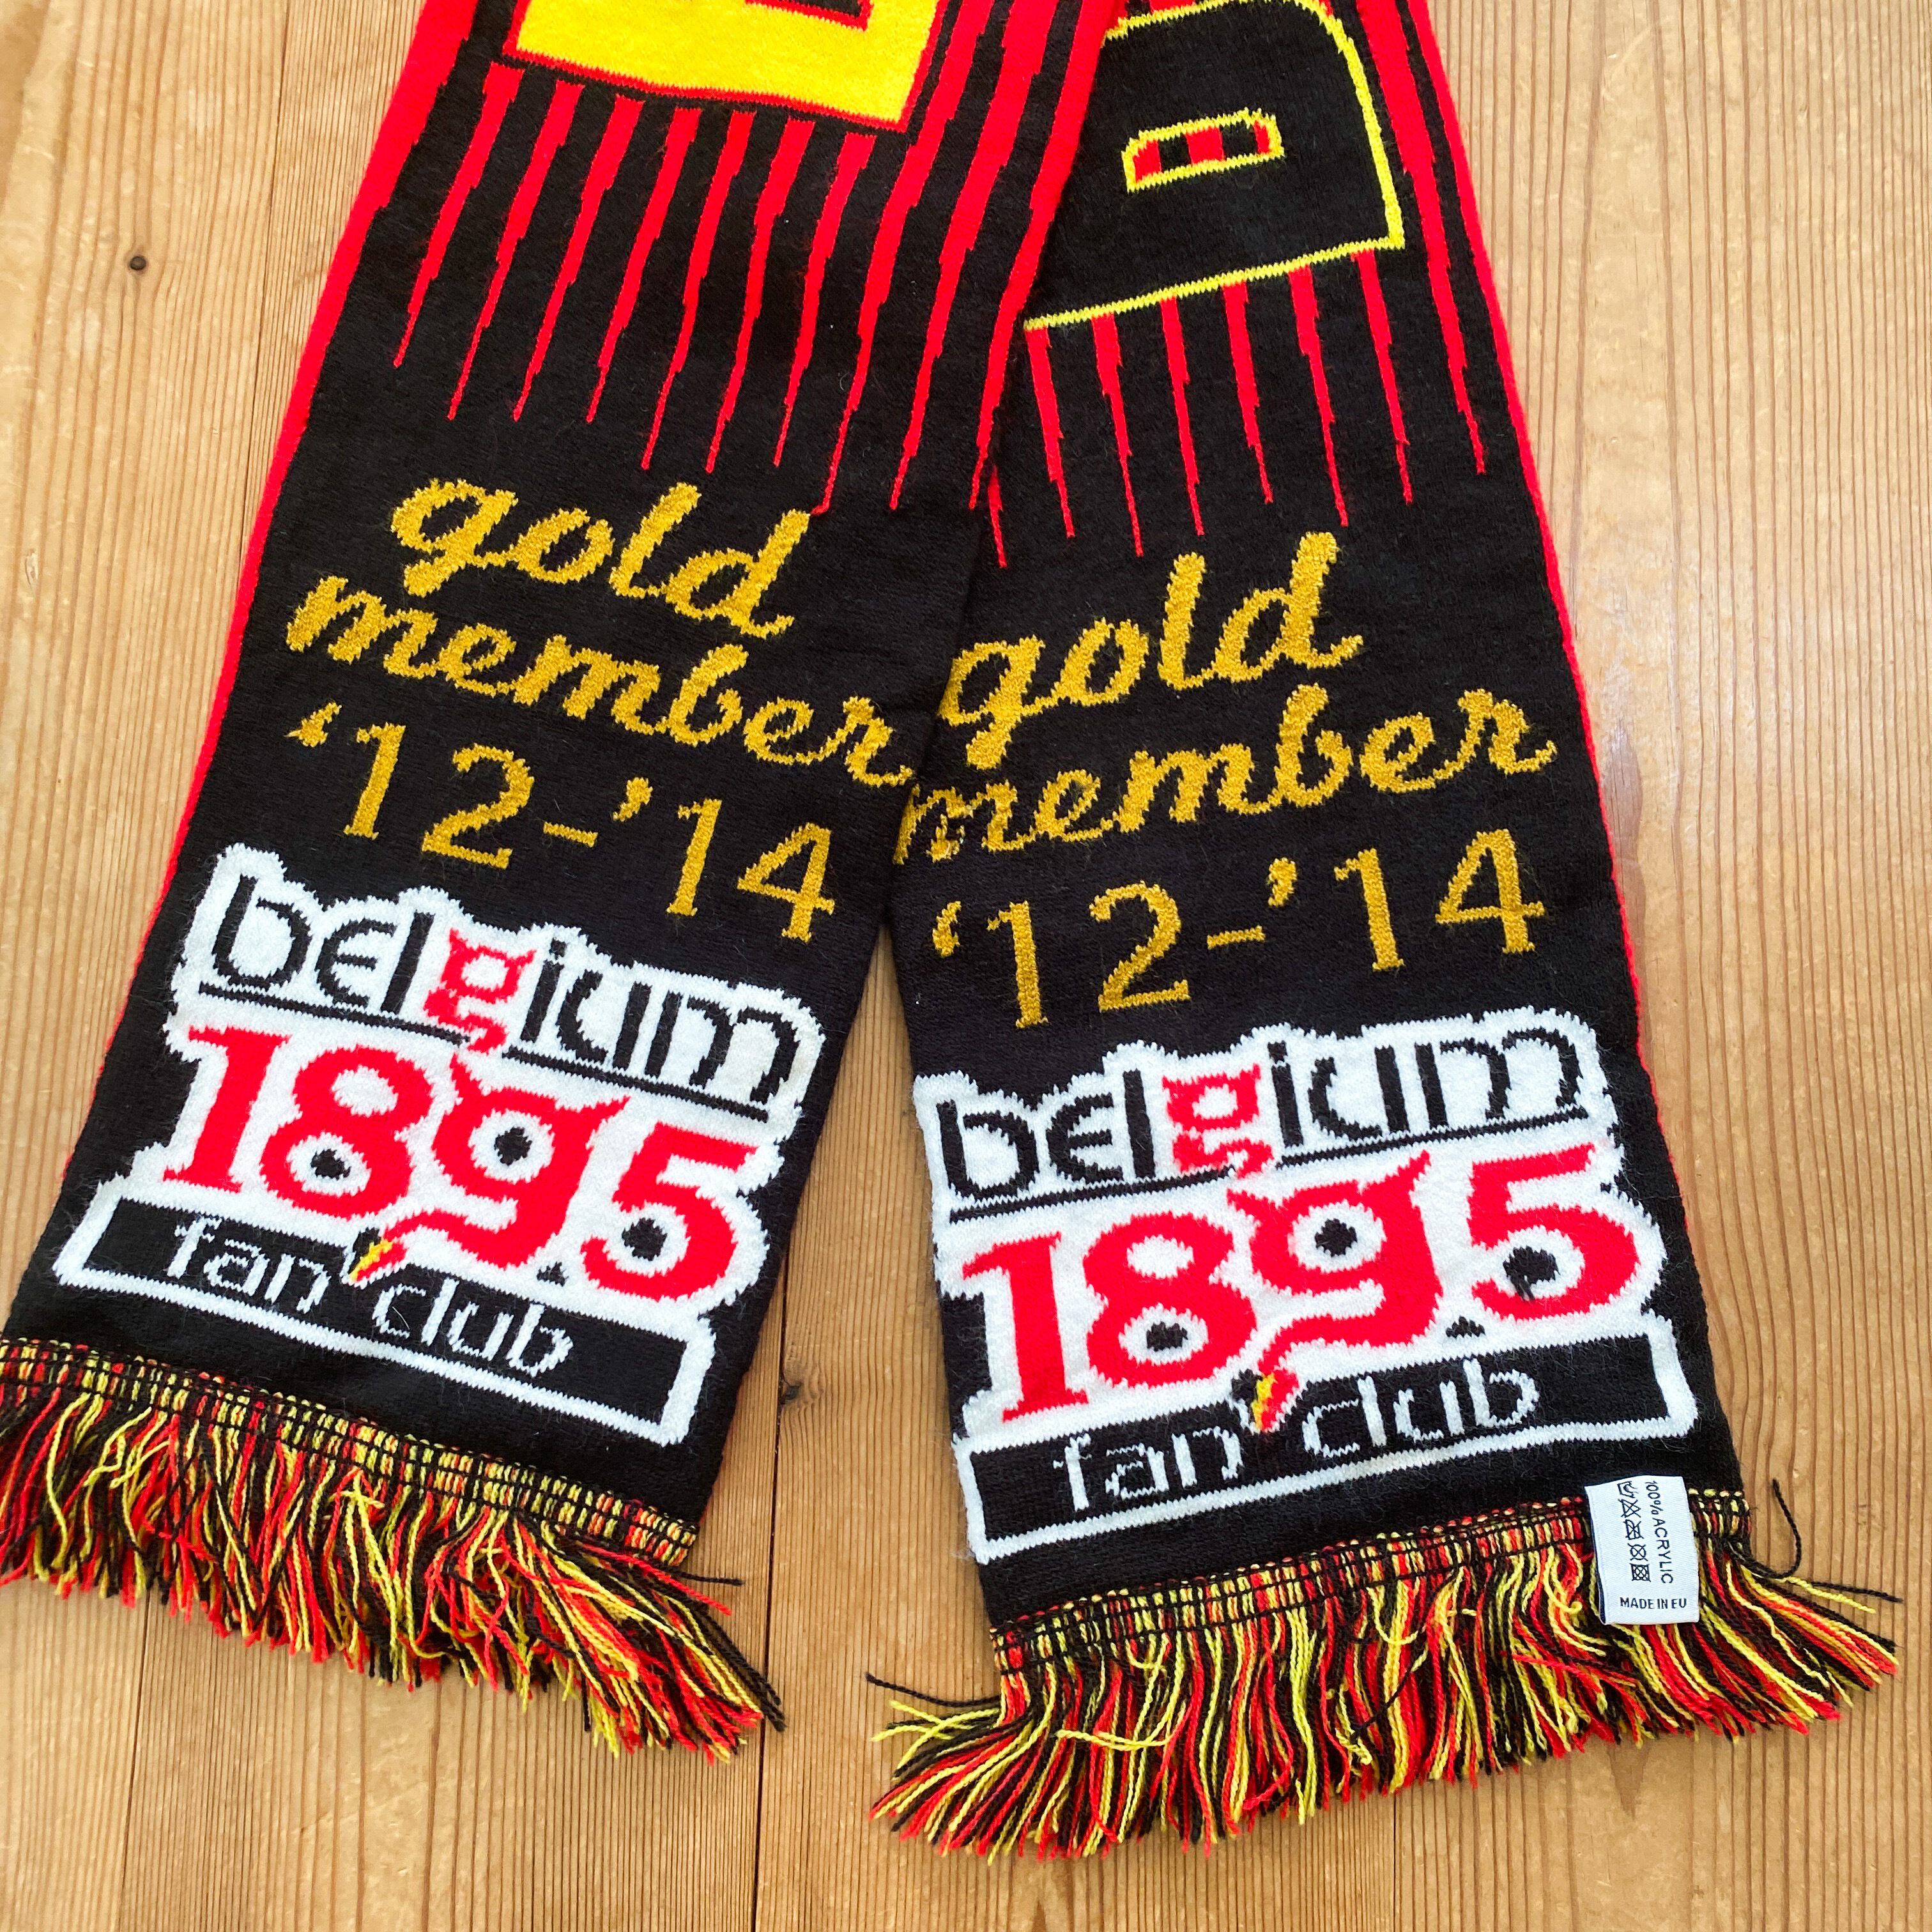 gold
member
‘12-’14
belgium
1895
fan club
gold
member
‘12-’14
belgium
1895
fan club
100% ACRYLIC
MADE IN EU